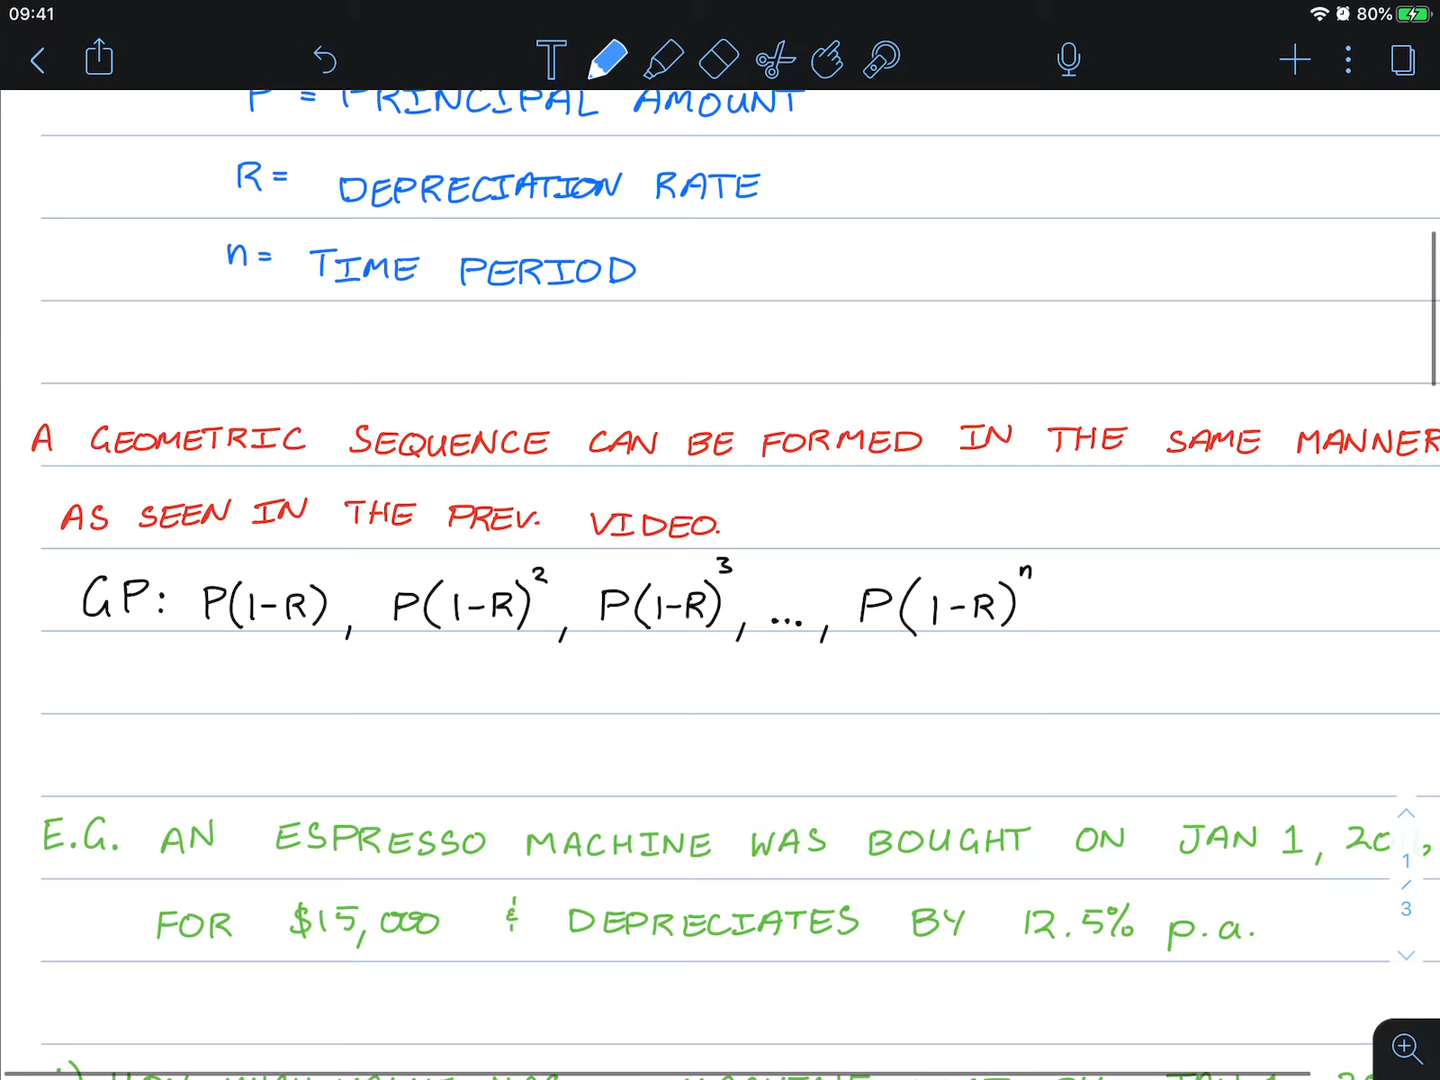 09:41 80%
P = PRINCIPAL AMOUNT
R = DEPRECIATION RATE
n = TIME PERIOD
A GEOMETRIC SEQUENCE CAN BE FORMED IN THE SAME MANNER
AS SEEN IN THE PREV. VIDEO.
GP: P(1-R), P(1-R)², P(1-R)³, ..., P(1-R)ⁿ
E.G. AN ESPRESSO MACHINE WAS BOUGHT ON JAN 1,
FOR $15,000 & DEPRECIATES BY 12.5% p.a.
1
/
3